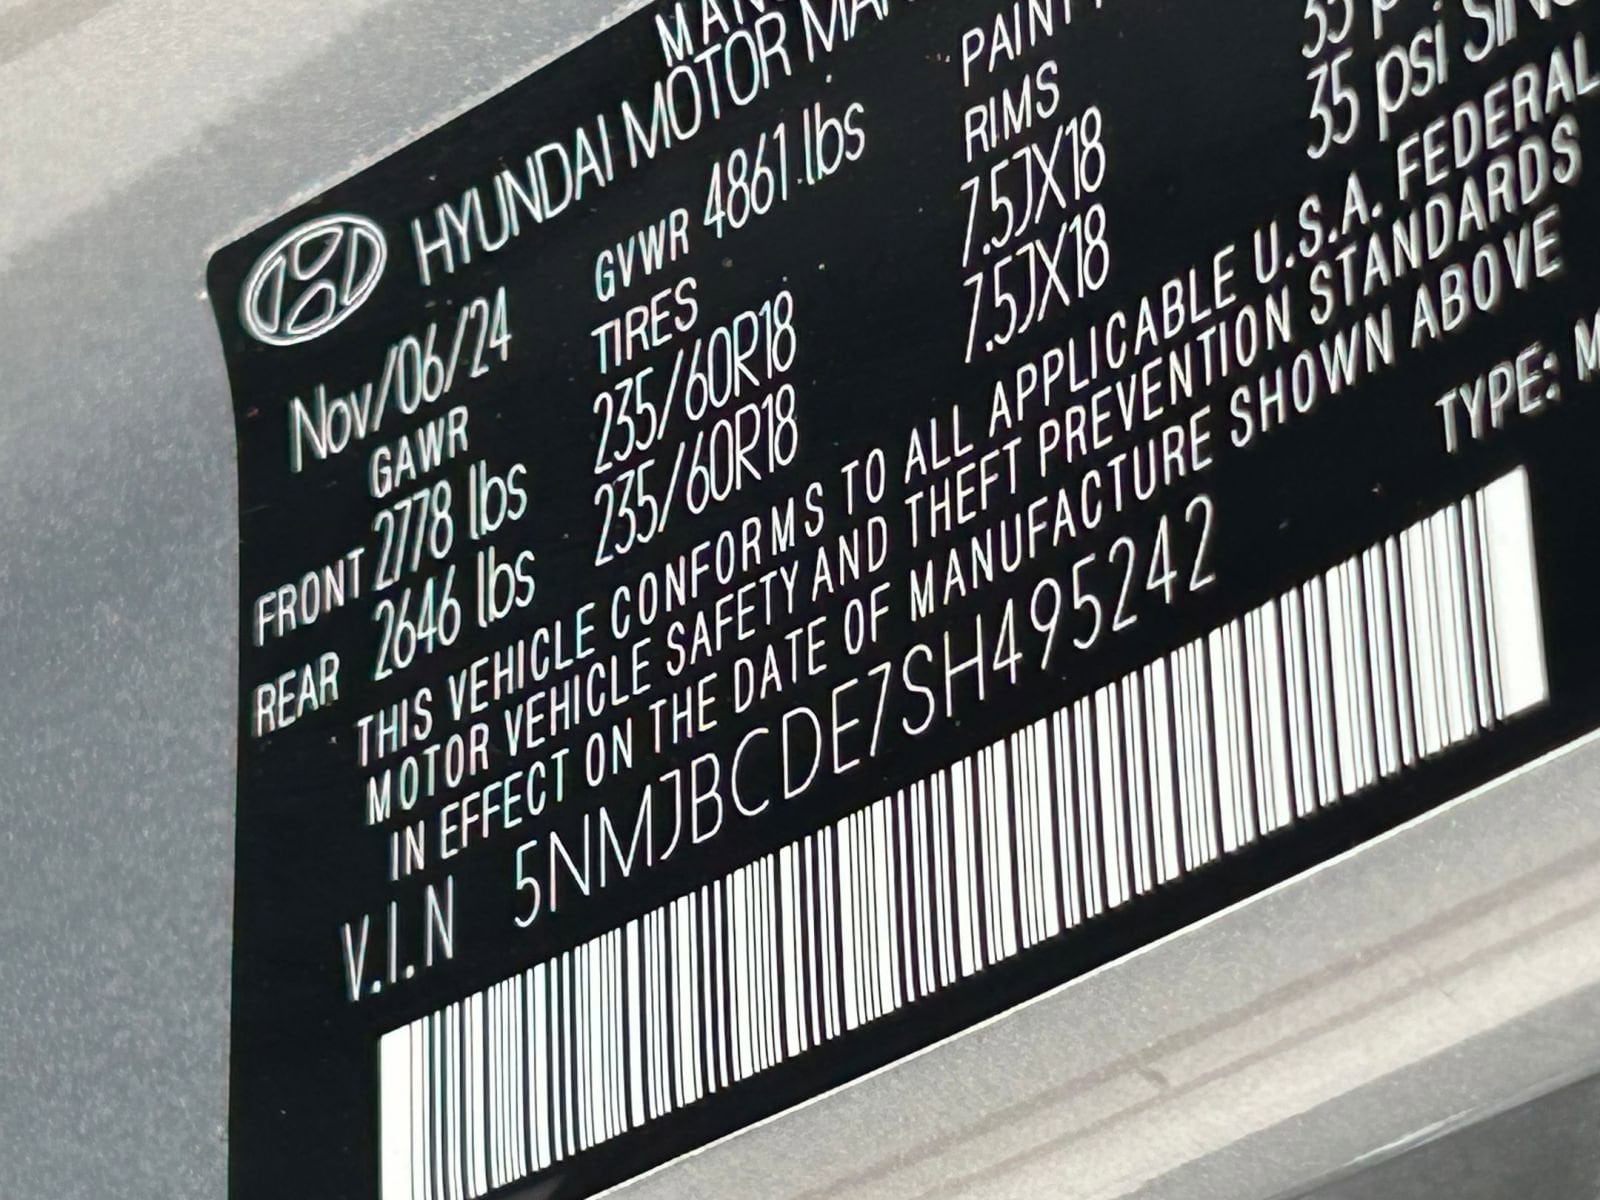 HYUNDAI MOTOR
Nov/06/24 GVWR 4861 lbs
GAWR TIRES RIMS
FRONT 2778 lbs 235/60R18 7.5JX18
REAR 2646 lbs 235/60R18 7.5JX18 35 psi
THIS VEHICLE CONFORMS TO ALL APPLICABLE U.S.A. FEDERAL
MOTOR VEHICLE SAFETY AND THEFT PREVENTION STANDARDS
IN EFFECT ON THE DATE OF MANUFACTURE SHOWN ABOVE
V.I.N 5NMJBCDE7SH495242 TYPE: